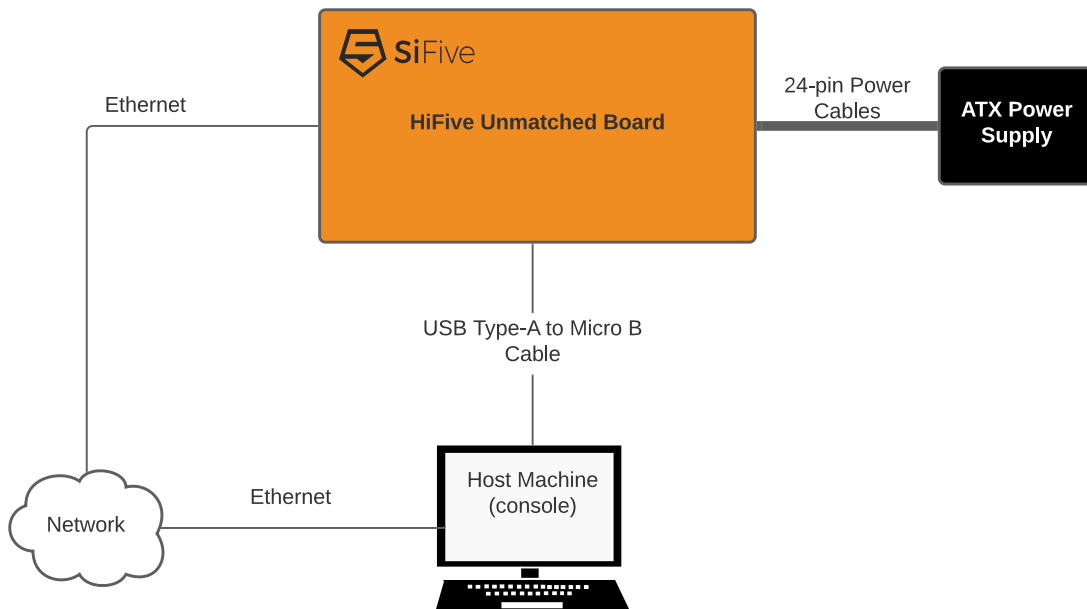 SiFive
Ethernet
24-pin Power
Cables
ATX Power
Supply
HiFive Unmatched Board
USB Type-A to Micro B
Cable
Host Machine
(console)
Ethernet
Network